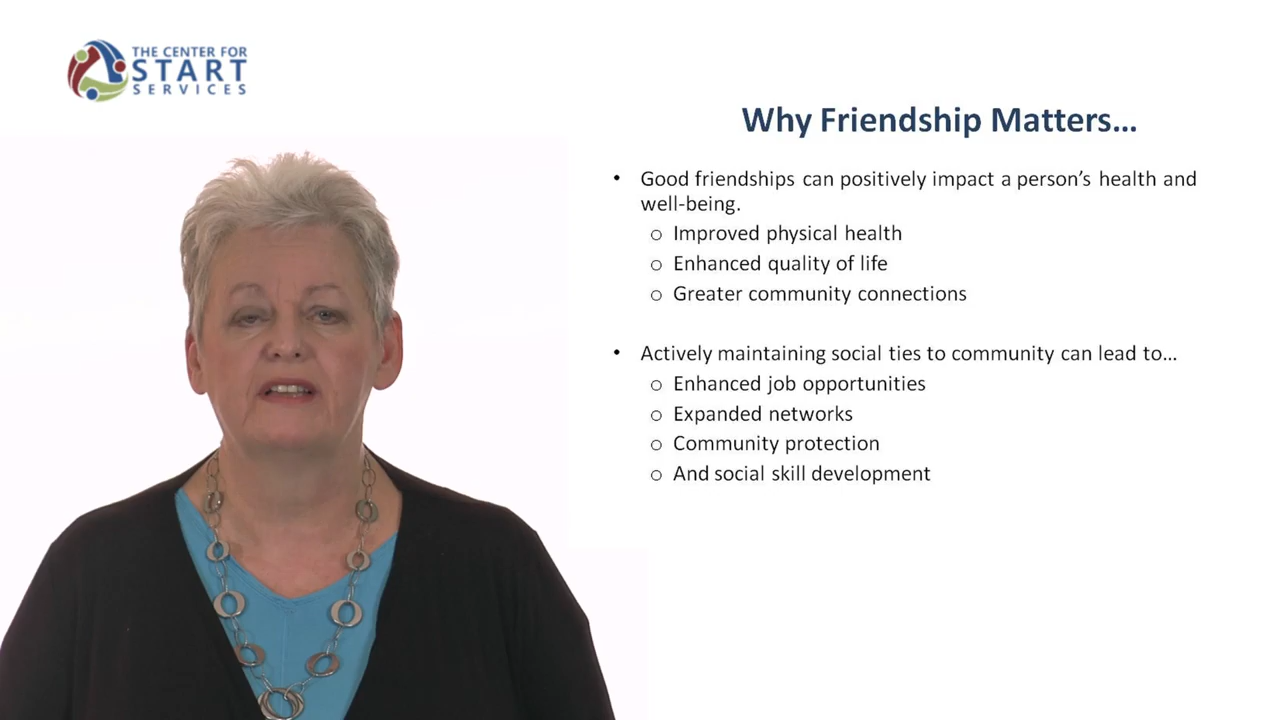 THE CENTER FOR
START
SERVICES
Why Friendship Matters...
• Good friendships can positively impact a person’s health and
well-being.
o Improved physical health
o Enhanced quality of life
o Greater community connections
• Actively maintaining social ties to community can lead to...
o Enhanced job opportunities
o Expanded networks
o Community protection
o And social skill development